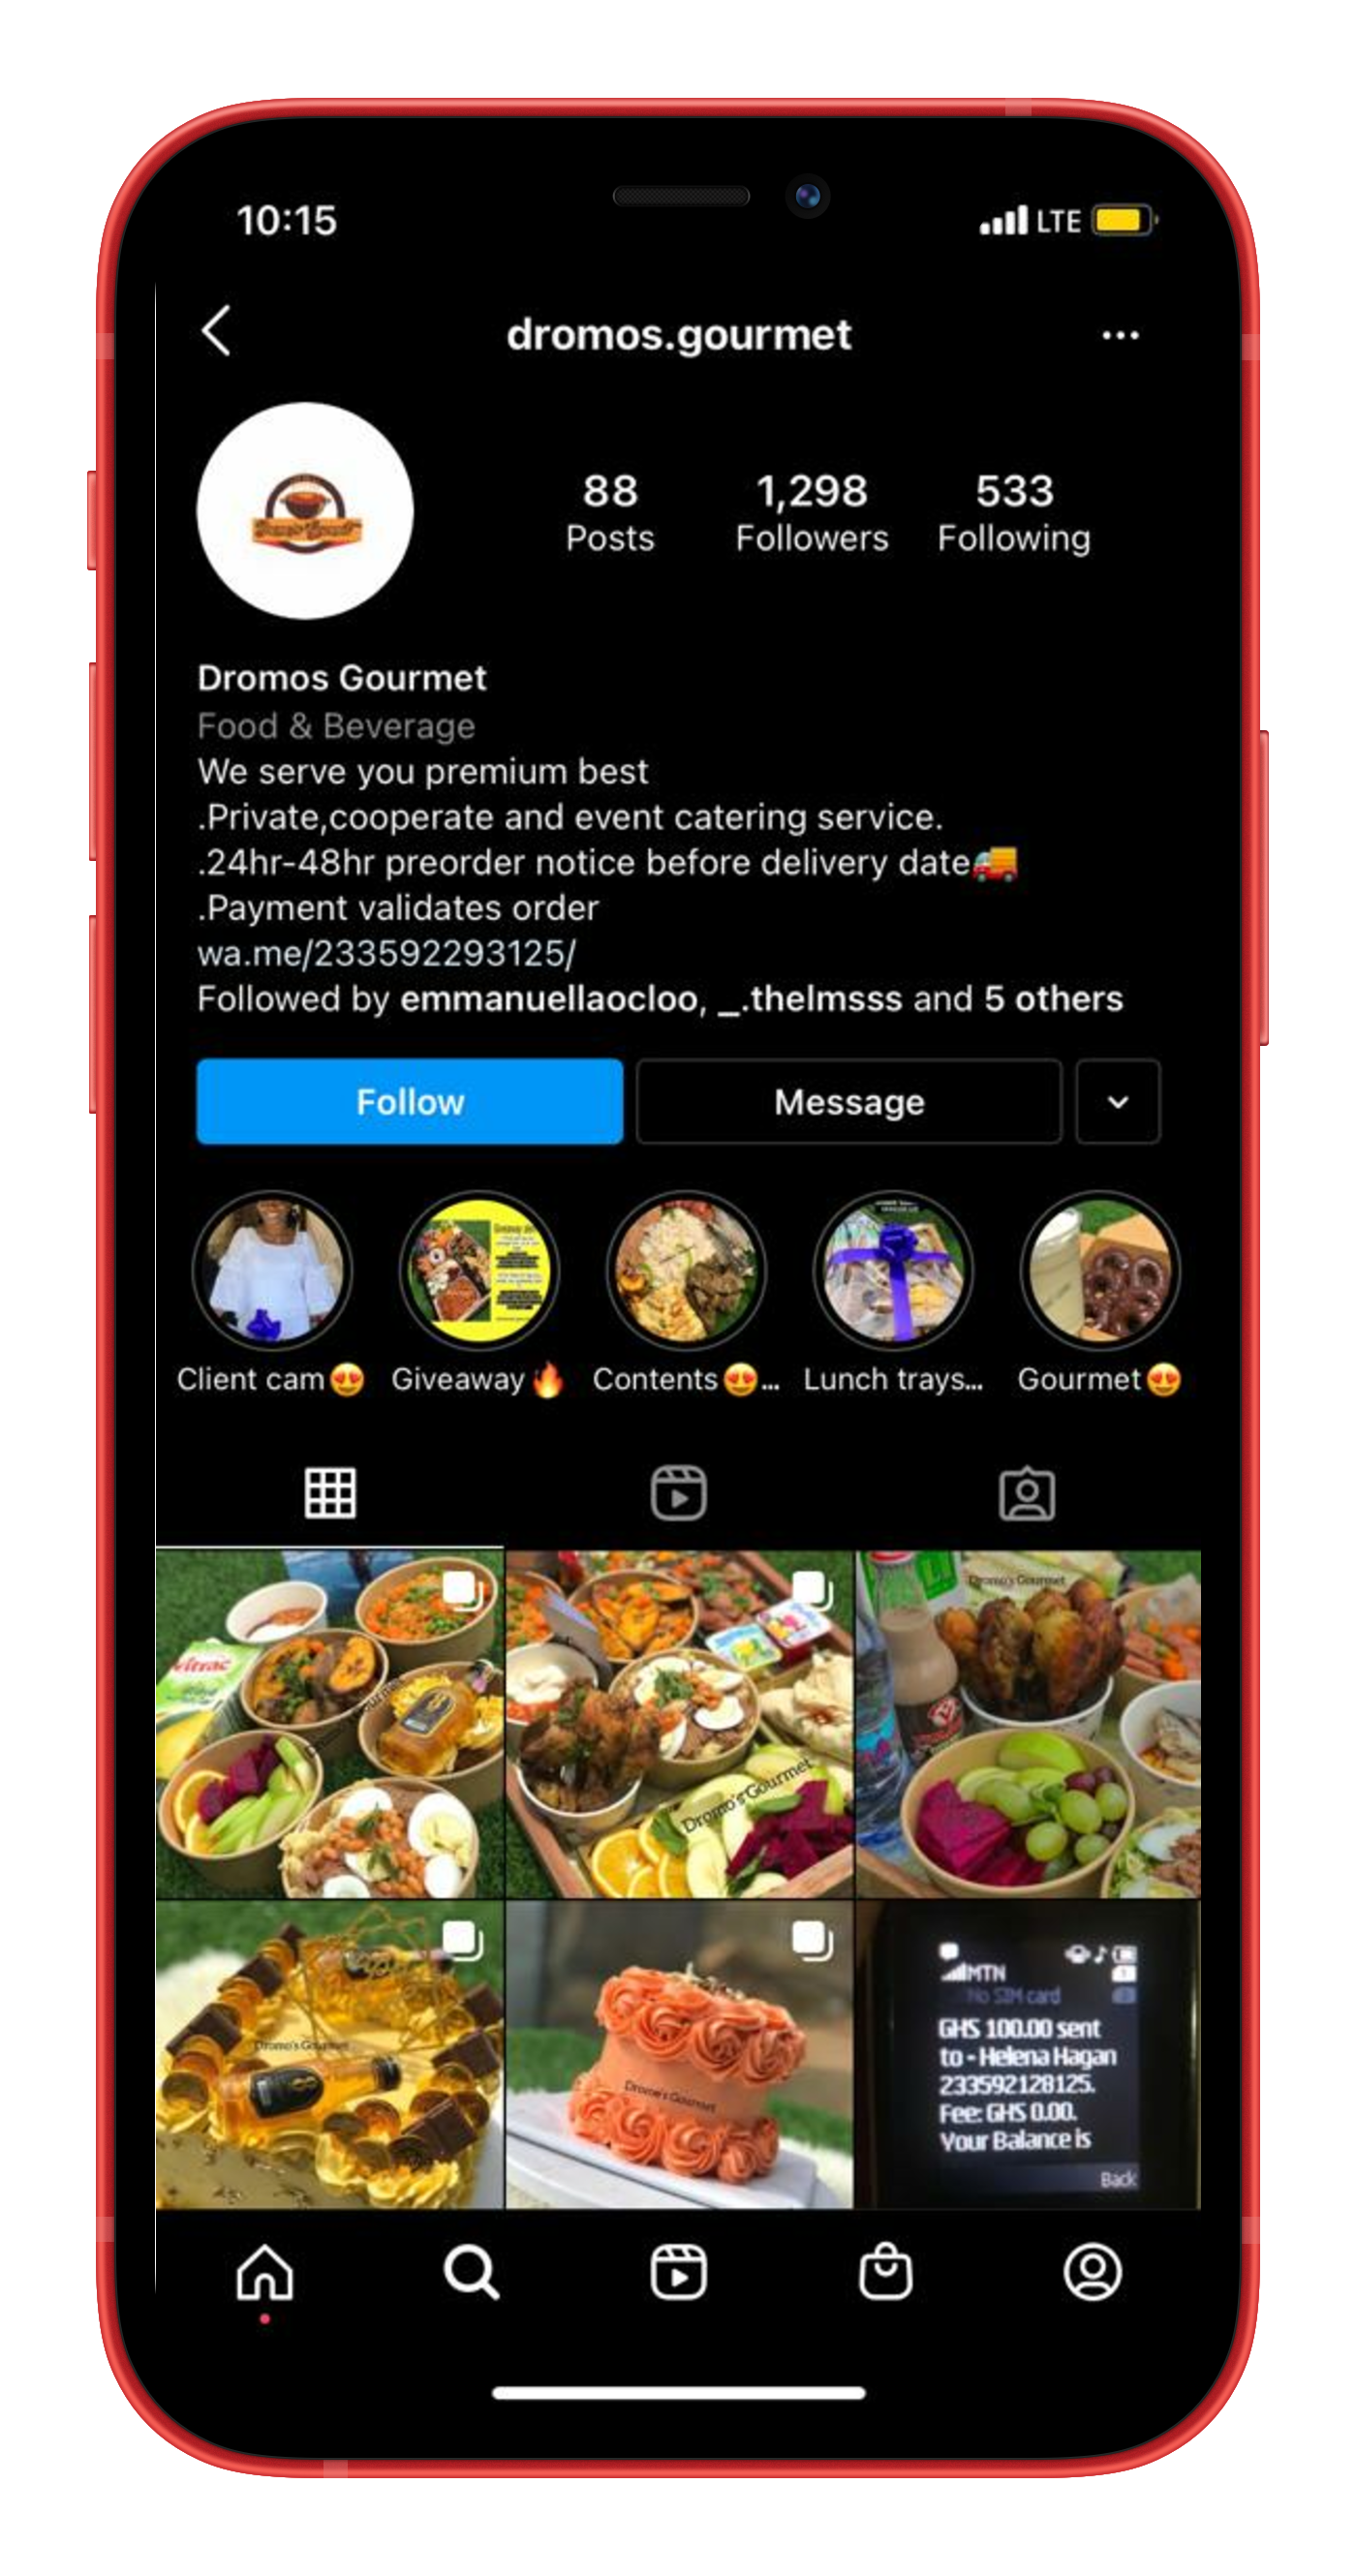 10:15
LTE
dromos.gourmet
88
Posts
1,298
Followers
533
Following
Dromos Gourmet
Food & Beverage
We serve you premium best
.Private,cooperate and event catering service.
.24hr-48hr preorder notice before delivery date🚚
.Payment validates order
wa.me/233592293125/
Followed by emmanuellaocloo, _.thelmsss and 5 others
Follow
Message
Client cam😍
Giveaway🔥
Contents😍...
Lunch trays...
Gourmet😍
vitrac
Dromo's Gourmet
Dromo's Gourmet
Dromo's Gourmet
Dromo's Gourmet
MTN
No SIM card
GHS 100.00 sent
to - Helena Hagan
233592128125.
Fee: GHS 0.00.
Your Balance is
Back